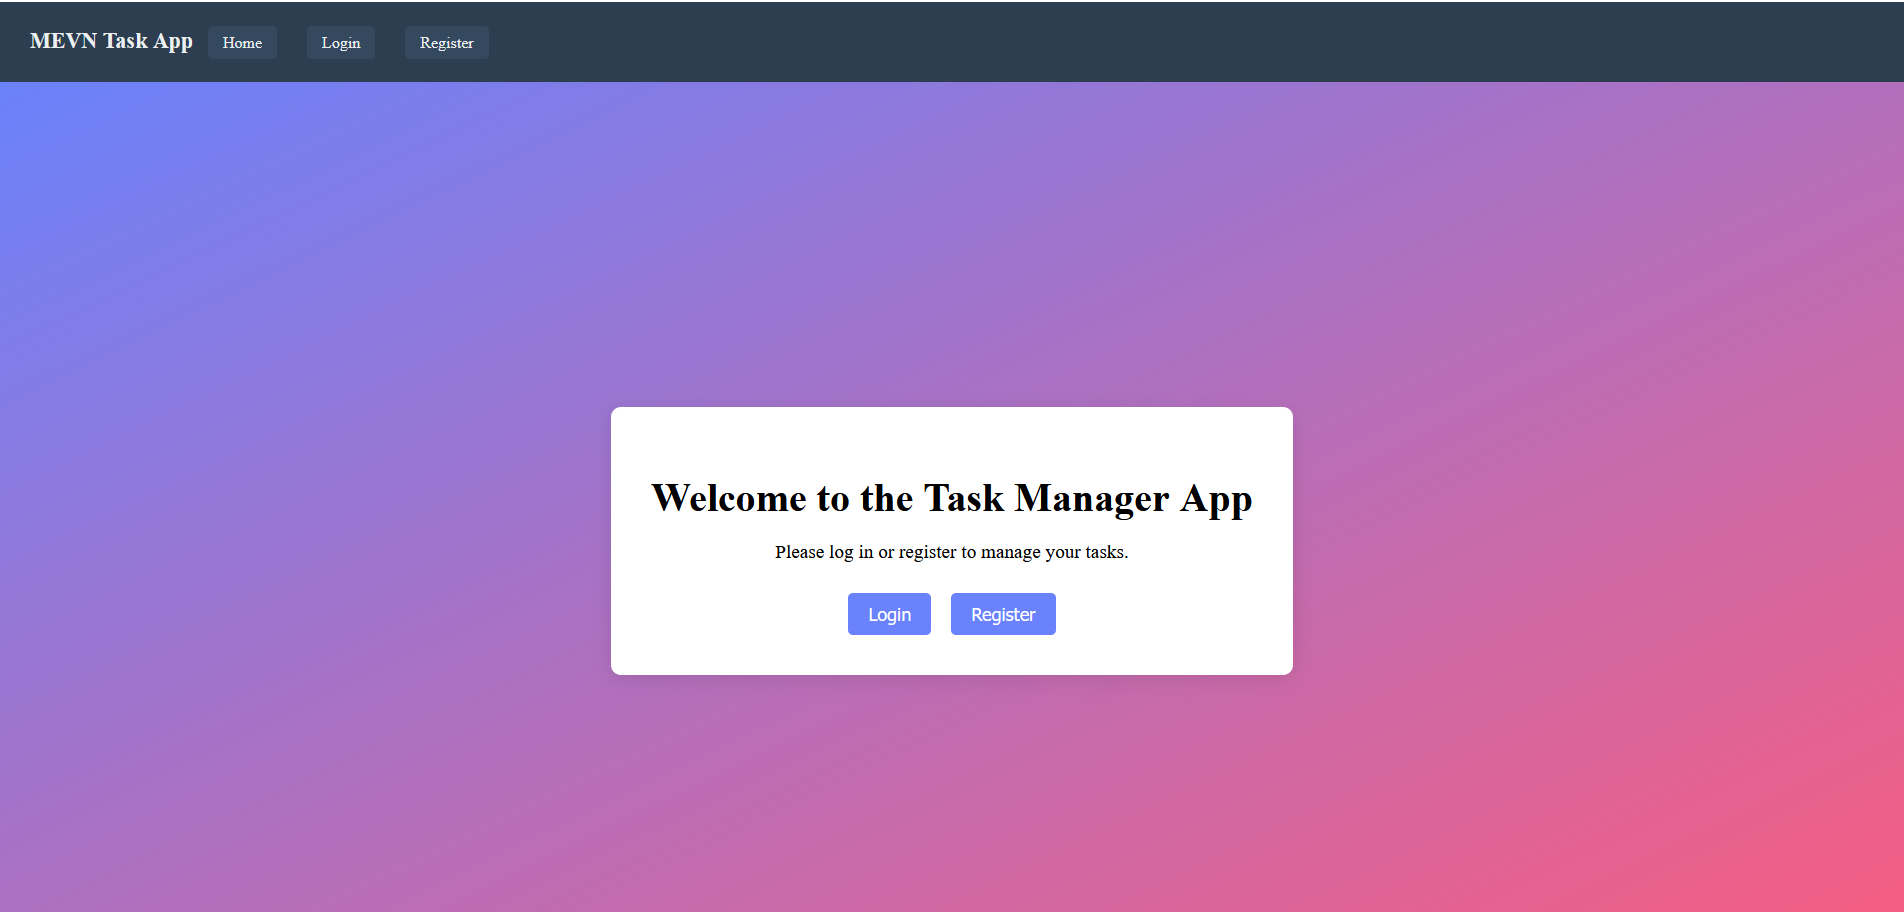 MEVN Task App Home Login Register
Welcome to the Task Manager App
Please log in or register to manage your tasks.
Login Register